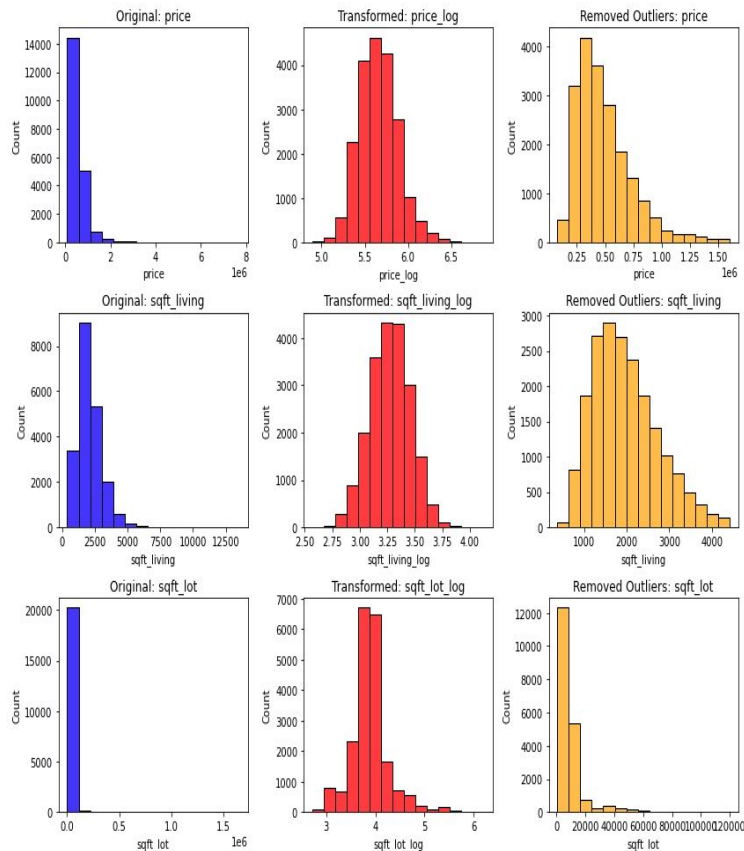 Original: price
Transformed: price_log
Removed Outliers: price
Count
14000
12000
10000
8000
6000
4000
2000
0
0 2 4 6 8
1e6
price
Count
4000
3000
2000
1000
0
5.0 5.5 6.0 6.5
price_log
Count
4000
3000
2000
1000
0
0.25 0.50 0.75 1.00 1.25 1.50
1e6
price
Original: sqft_living
Transformed: sqft_living_log
Removed Outliers: sqft_living
Count
8000
6000
4000
2000
0
0 2500 5000 7500 10000 12500
sqft_living
Count
4000
3000
2000
1000
0
2.50 2.75 3.00 3.25 3.50 3.75 4.00
sqft_living_log
Count
3000
2500
2000
1500
1000
500
0
1000 2000 3000 4000
sqft_living
Original: sqft_lot
Transformed: sqft_lot_log
Removed Outliers: sqft_lot
Count
20000
15000
10000
5000
0
0.0 0.5 1.0 1.5
1e6
sqft_lot
Count
7000
6000
5000
4000
3000
2000
1000
0
3 4 5 6
sqft_lot_log
Count
12000
10000
8000
6000
4000
2000
0
0 20000 40000 60000 80000 100000 120000
sqft_lot